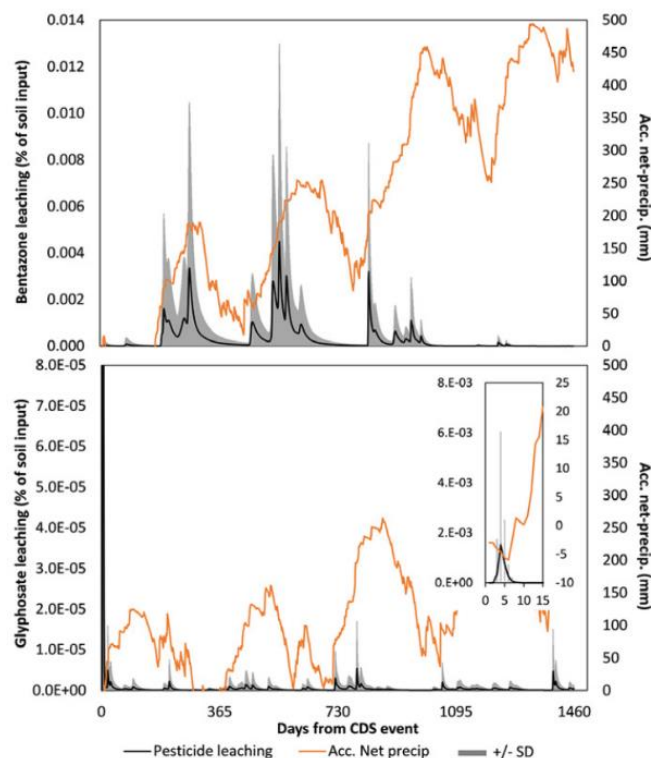 Bentazone leaching (% of soil input)
0.014
0.012
0.010
0.008
0.006
0.004
0.002
0.000
500
450
400
350
300
250
200
150
100
50
0
Acc. net-precip. (mm)
Glyphosate leaching (% of soil input)
8.0E-05
7.0E-05
6.0E-05
5.0E-05
4.0E-05
3.0E-05
2.0E-05
1.0E-05
0.0E+00
8.E-03
6.E-03
4.E-03
2.E-03
0.E+00
25
20
15
10
5
0
-5
-10
0 5 10 15
500
450
400
350
300
250
200
150
100
50
0
Acc. net-precip. (mm)
0 365 730 1095 1460
Days from CDS event
Pesticide leaching Acc. Net precip +/- SD